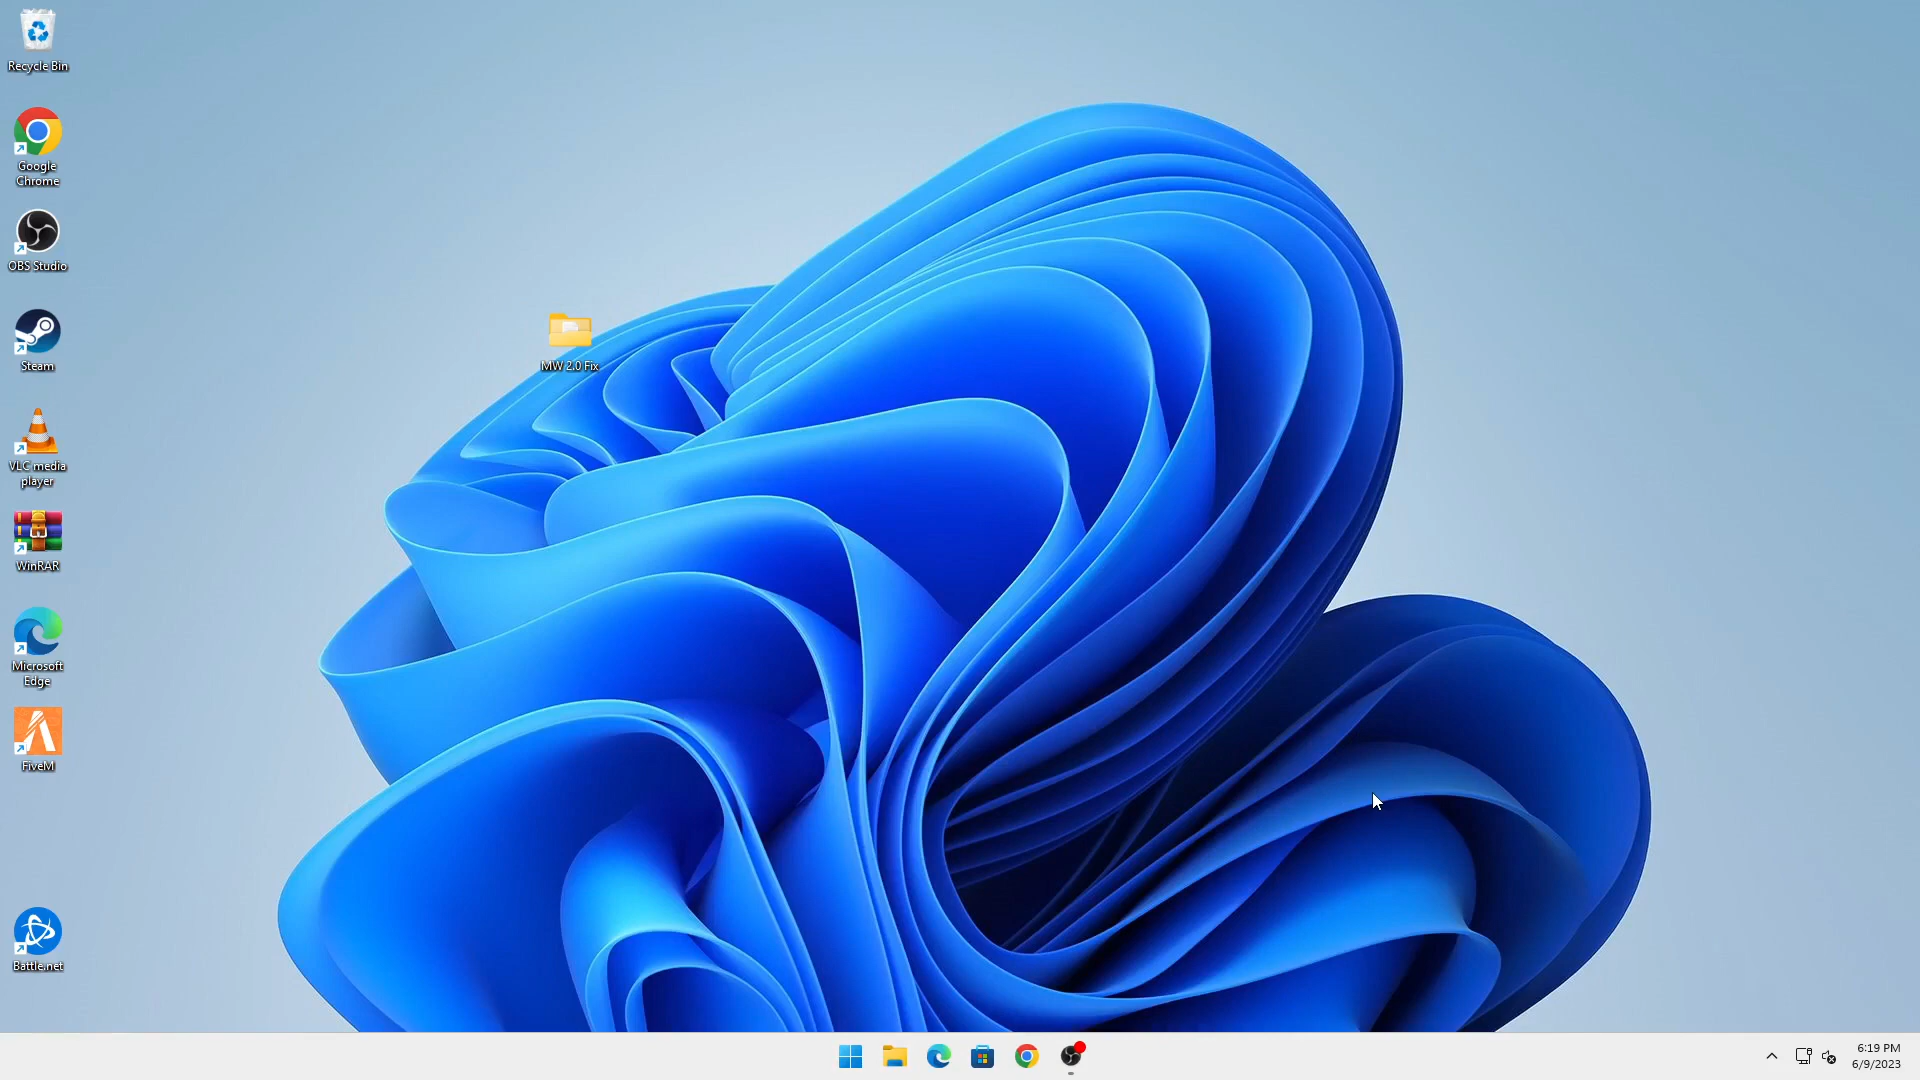 Recycle Bin
Google
Chrome
OBS Studio
Steam
MW 2.0 Fix
VLC media
player
WinRAR
Microsoft
Edge
FiveM
Battle.net
6:19 PM
6/9/2023